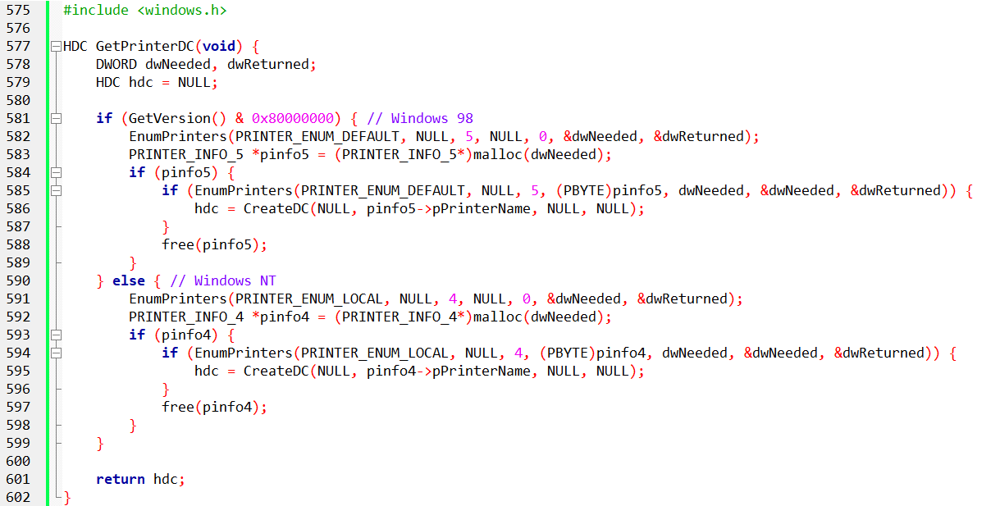 575 #include <windows.h>
576
577 HDC GetPrinterDC(void) {
578     DWORD dwNeeded, dwReturned;
579     HDC hdc = NULL;
580
581     if (GetVersion() & 0x80000000) { // Windows 98
582         EnumPrinters(PRINTER_ENUM_DEFAULT, NULL, 5, NULL, 0, &dwNeeded, &dwReturned);
583         PRINTER_INFO_5 *pinfo5 = (PRINTER_INFO_5*)malloc(dwNeeded);
584         if (pinfo5) {
585             if (EnumPrinters(PRINTER_ENUM_DEFAULT, NULL, 5, (PBYTE)pinfo5, dwNeeded, &dwNeeded, &dwReturned)) {
586                 hdc = CreateDC(NULL, pinfo5->pPrinterName, NULL, NULL);
587             }
588             free(pinfo5);
589         }
590     } else { // Windows NT
591         EnumPrinters(PRINTER_ENUM_LOCAL, NULL, 4, NULL, 0, &dwNeeded, &dwReturned);
592         PRINTER_INFO_4 *pinfo4 = (PRINTER_INFO_4*)malloc(dwNeeded);
593         if (pinfo4) {
594             if (EnumPrinters(PRINTER_ENUM_LOCAL, NULL, 4, (PBYTE)pinfo4, dwNeeded, &dwNeeded, &dwReturned)) {
595                 hdc = CreateDC(NULL, pinfo4->pPrinterName, NULL, NULL);
596             }
597             free(pinfo4);
598         }
599     }
600
601     return hdc;
602 }